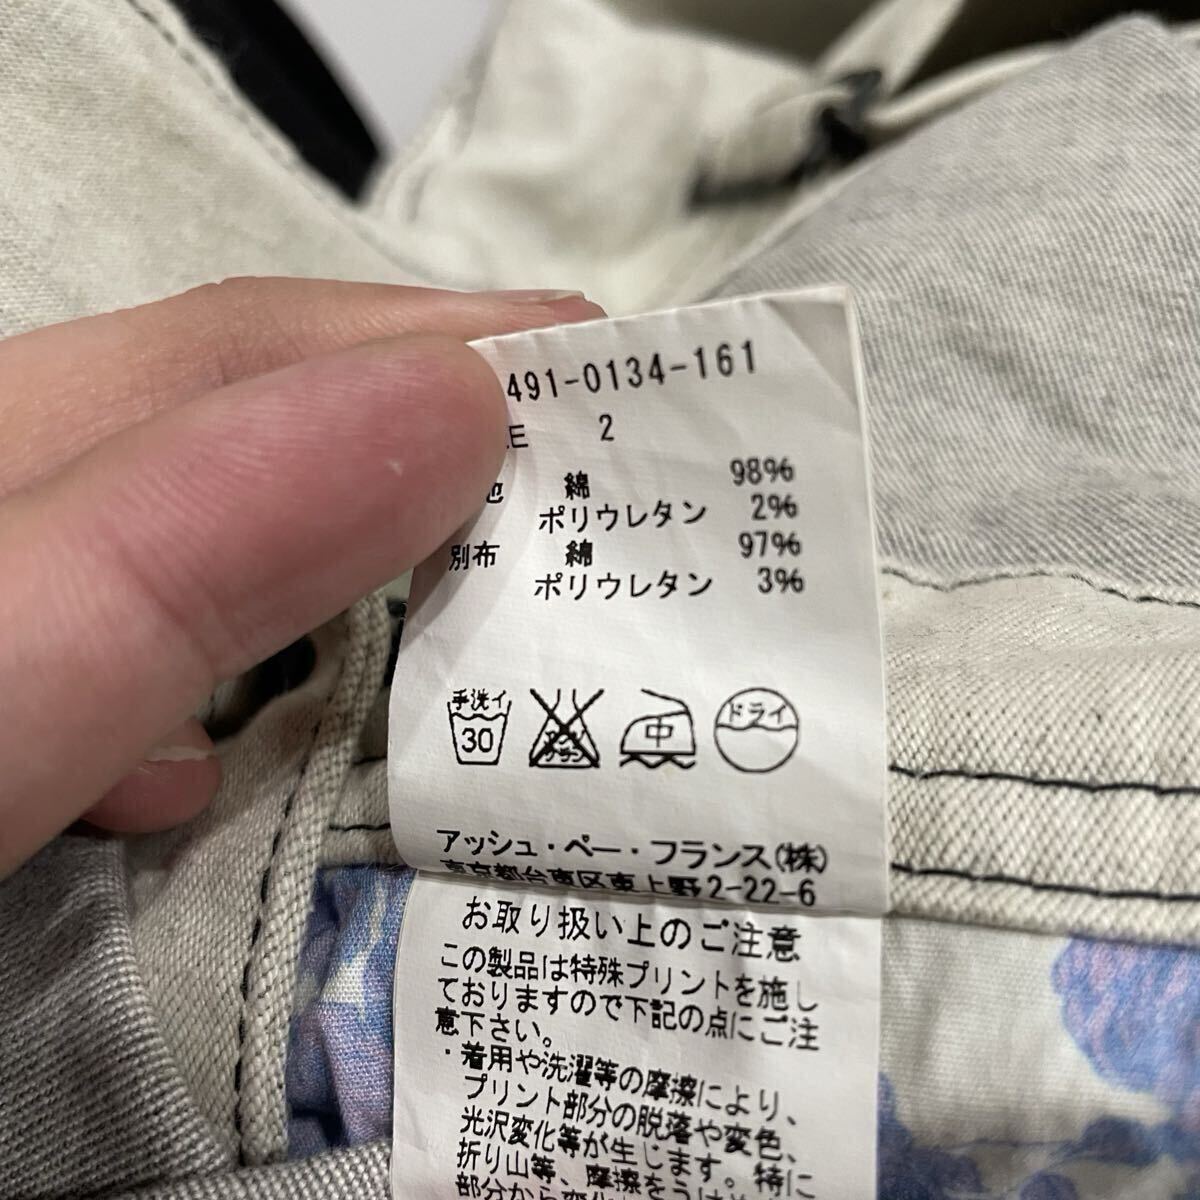 491-0134-161
2
綿 98%
ポリウレタン 2%
別布 綿 97%
ポリウレタン 3%
手洗イ
30
エンソ
サラシ
中
ドライ
アッシュ・ペー・フランス(株)
東京都台東区東上野2-22-6
お取り扱い上のご注意
この製品は特殊プリントを施し
ておりますので下記の点にご注
意下さい。
・着用や洗濯等の摩擦により、
プリント部分の脱落や変色、
光沢変化等が生じます。特に
折り山等、摩擦をうけ
部分から変化